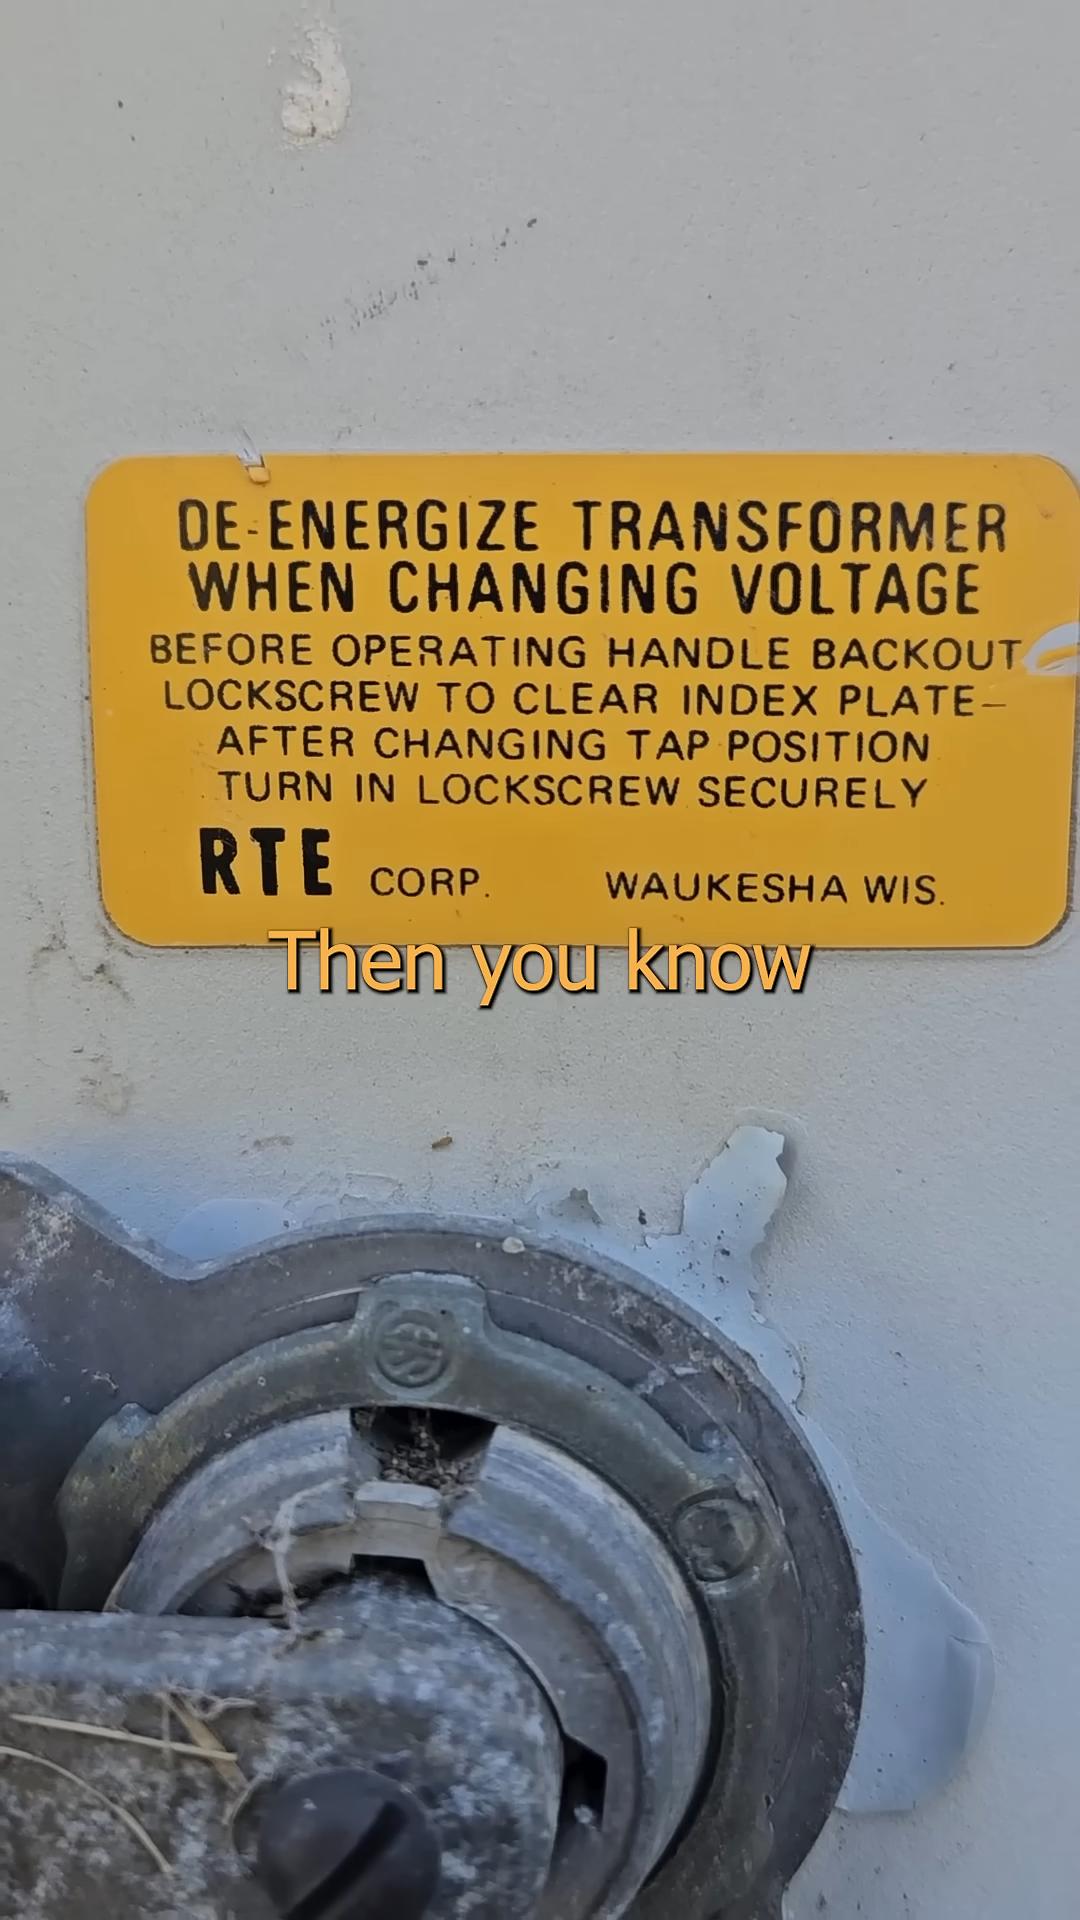 DE-ENERGIZE TRANSFORMER
WHEN CHANGING VOLTAGE
BEFORE OPERATING HANDLE BACKOUT
LOCKSCREW TO CLEAR INDEX PLATE–
AFTER CHANGING TAP POSITION
TURN IN LOCKSCREW SECURELY
RTE CORP. WAUKESHA WIS.
Then you know